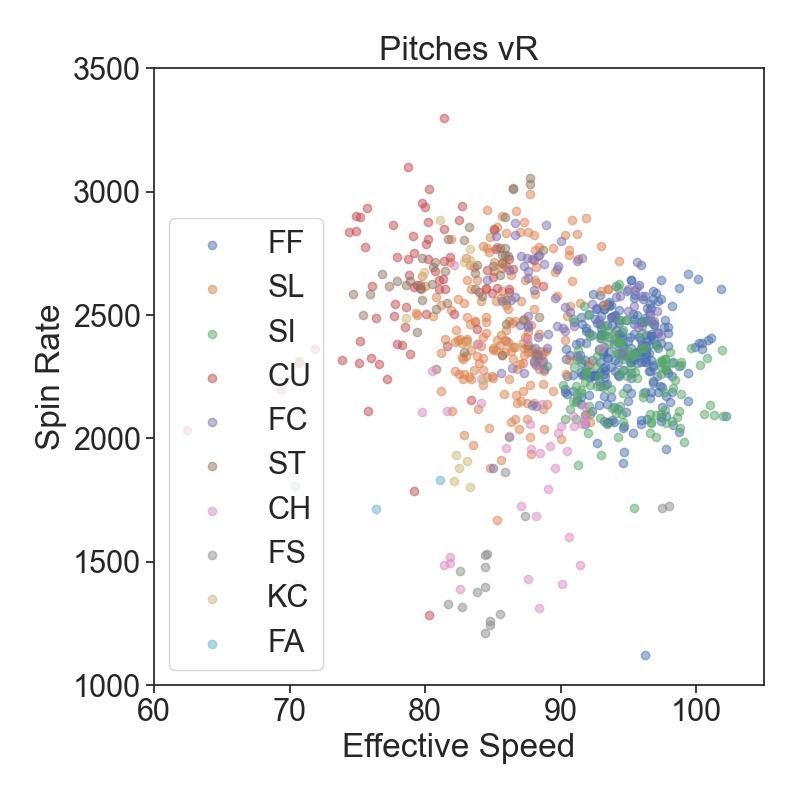 Pitches vR
3500
3000
2500
2000
1500
1000
Spin Rate
FF
SL
SI
CU
FC
ST
CH
FS
KC
FA
60 70 80 90 100
Effective Speed